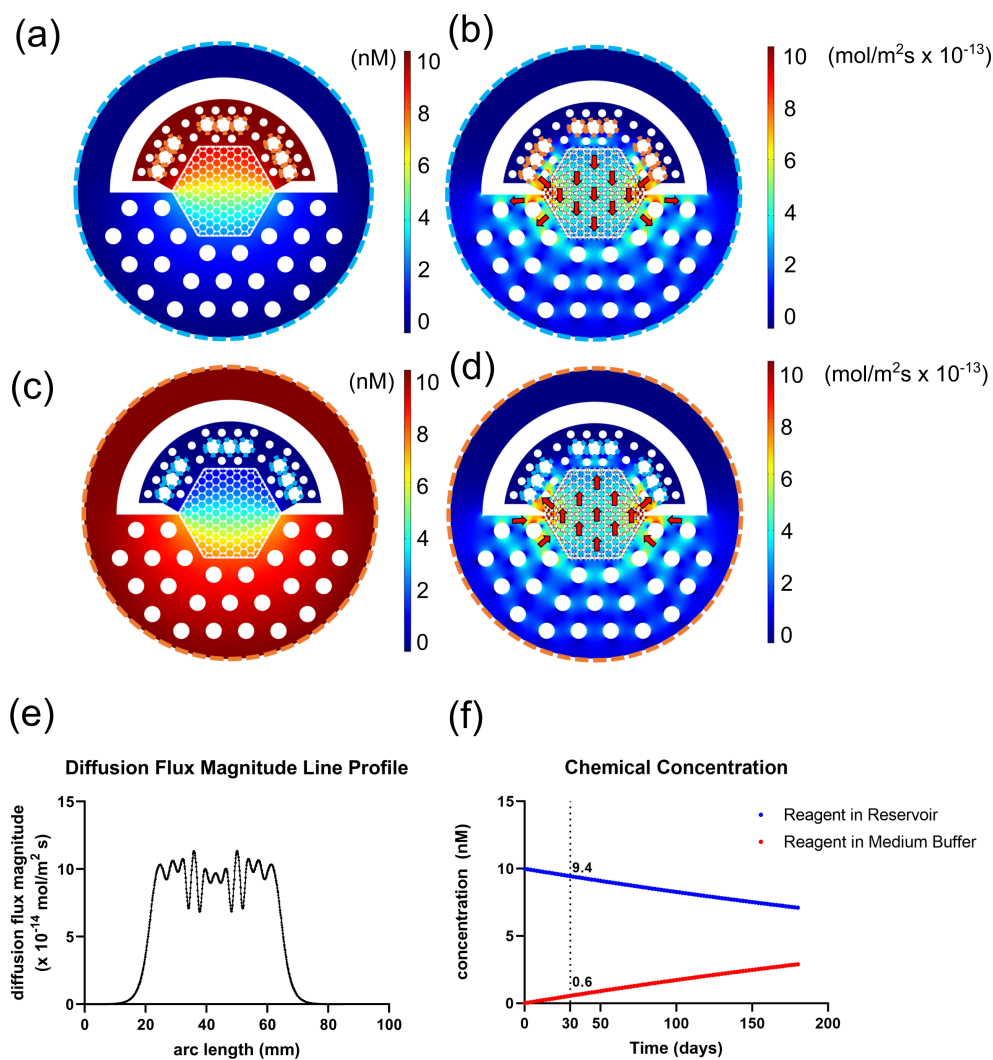 (a)
(nM)
10
8
6
4
2
0
(b)
10
8
6
4
2
0
(mol/m²s x 10⁻¹³)
(c)
(nM)
10
8
6
4
2
0
(d)
10
8
6
4
2
0
(mol/m²s x 10⁻¹³)
(e)
Diffusion Flux Magnitude Line Profile
diffusion flux magnitude
(x 10⁻¹⁴ mol/m² s)
15
10
5
0
0 20 40 60 80 100
arc length (mm)
(f)
Chemical Concentration
concentration (nM)
15
10
5
0
9.4
0.6
0 30 50 100 150 200
Time (days)
Reagent in Reservoir
Reagent in Medium Buffer